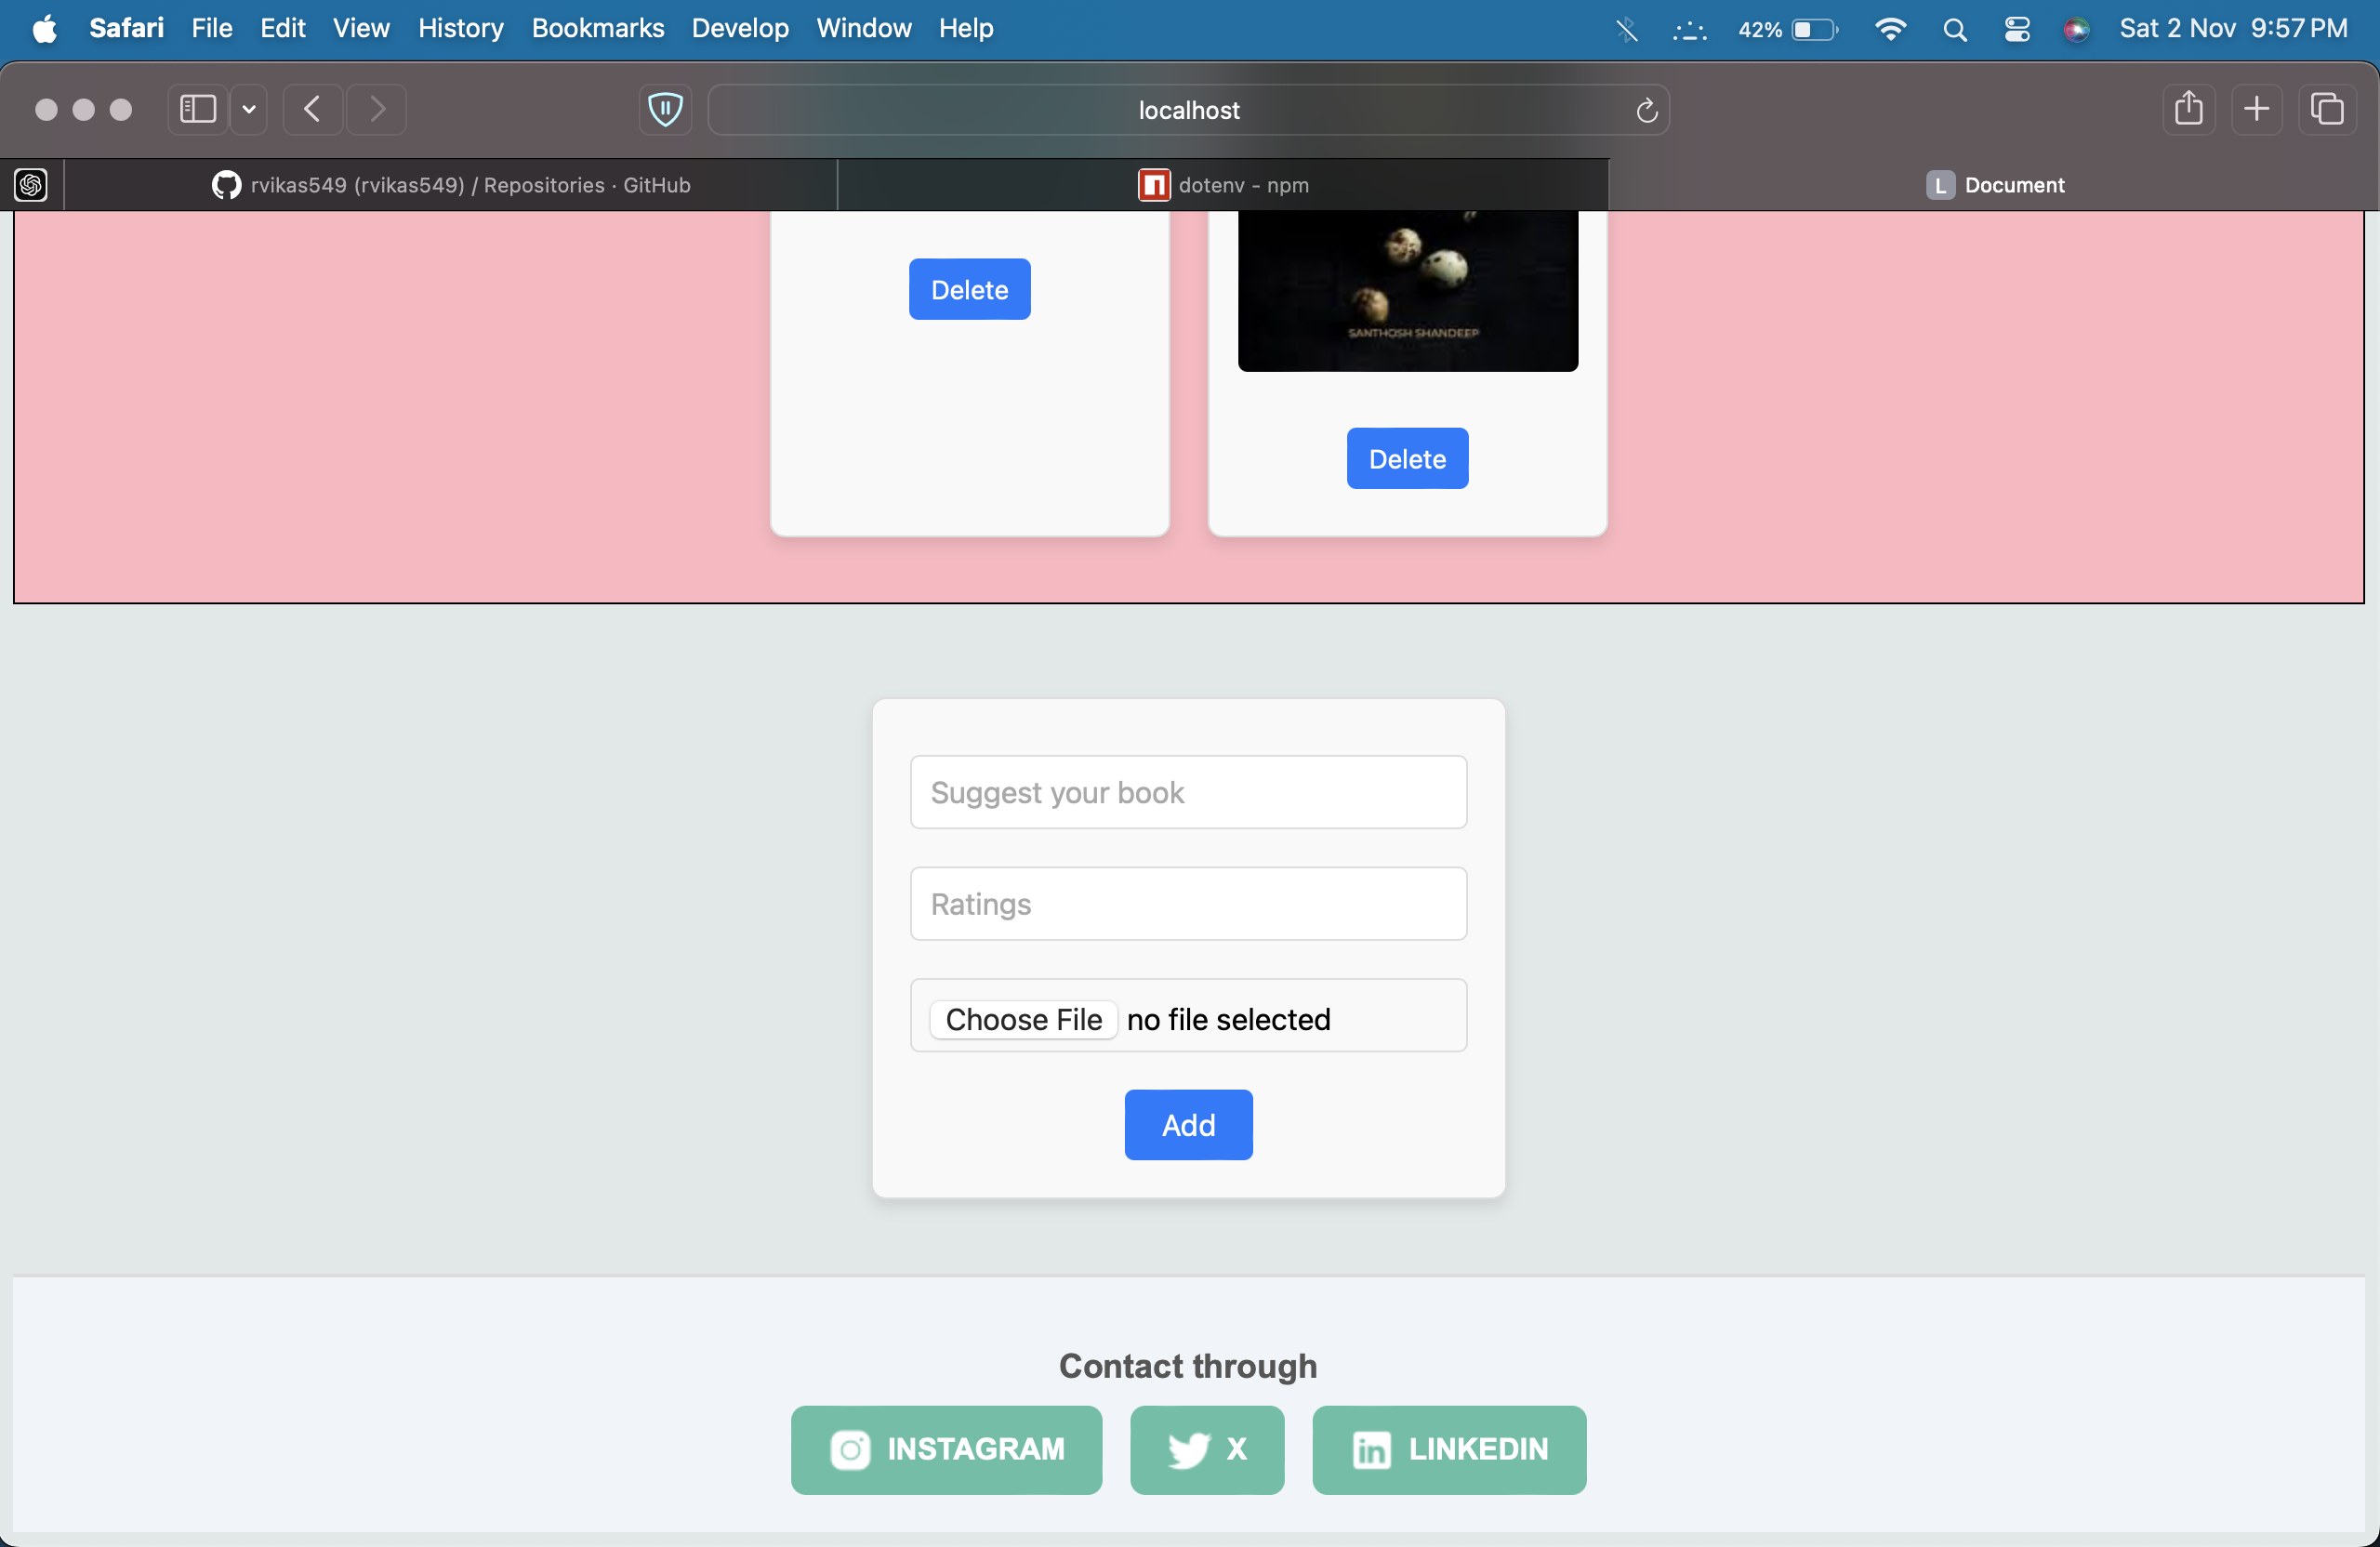 Safari File Edit View History Bookmarks Develop Window Help 42% Sat 2 Nov 9:57 PM
localhost
rvikas549 (rvikas549) / Repositories · GitHub
n dotenv - npm
L Document
Delete
SANTHOSH SHANDEEP
Delete
Suggest your book
Ratings
Choose File no file selected
Add
Contact through
INSTAGRAM
X
in LINKEDIN